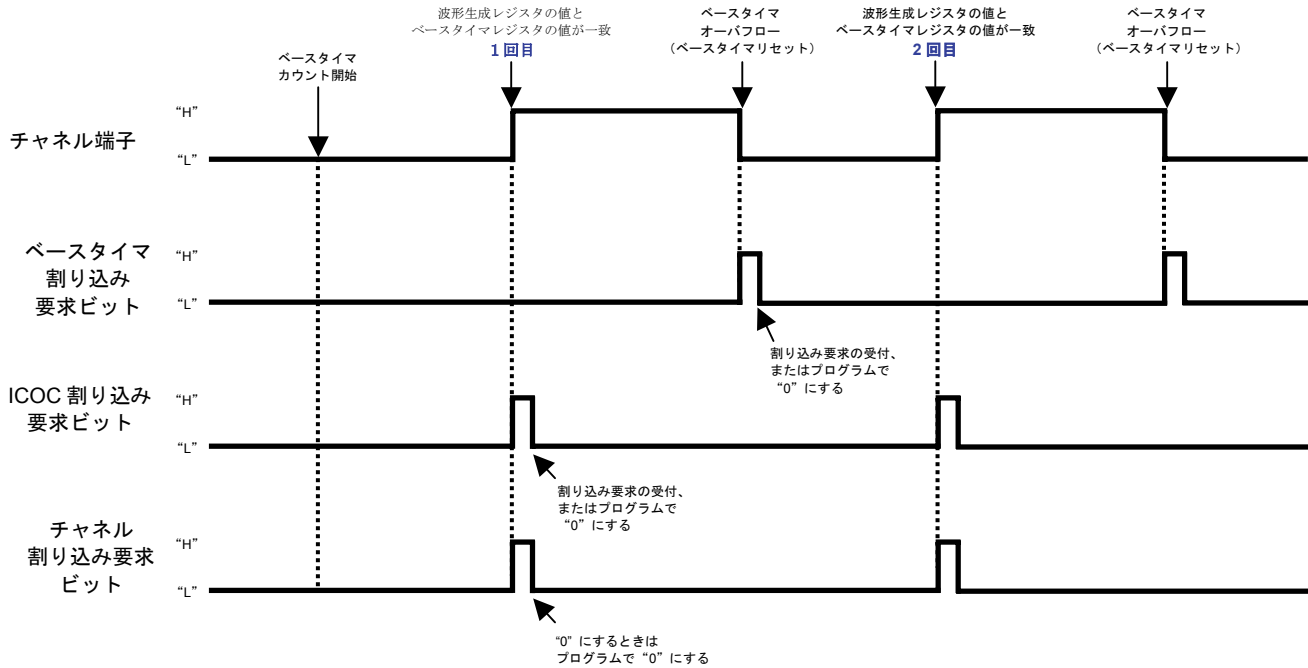 波形生成レジスタの値と
ベースタイマレジスタの値が一致
1回目
ベースタイマ
オーバフロー
（ベースタイマリセット）
波形生成レジスタの値と
ベースタイマレジスタの値が一致
2回目
ベースタイマ
オーバフロー
（ベースタイマリセット）
ベースタイマ
カウント開始
チャネル端子
“H”
“L”
ベースタイマ
割り込み
要求ビット
“H”
“L”
割り込み要求の受付、
またはプログラムで
“0” にする
ICOC 割り込み
要求ビット
“H”
“L”
割り込み要求の受付、
またはプログラムで
“0” にする
チャネル
割り込み要求
ビット
“H”
“L”
“0” にするときは
プログラムで “0” にする